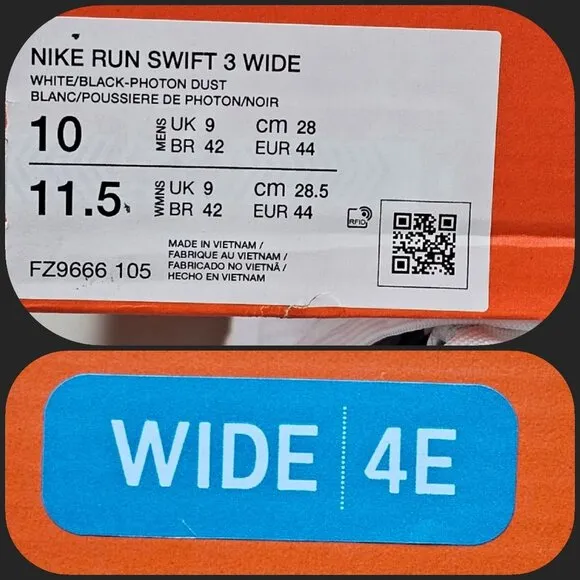 NIKE RUN SWIFT 3 WIDE
WHITE/BLACK-PHOTON DUST
BLANC/POUSSIERE DE PHOTON/NOIR
10 MENS UK 9 cm 28
BR 42 EUR 44
11.5 WMNS UK 9 cm 28.5
BR 42 EUR 44
RFID
MADE IN VIETNAM /
FABRIQUE AU VIETNAM /
FABRICADO NO VIETNÃ /
HECHO EN VIETNAM
FZ9666 105
WIDE 4E